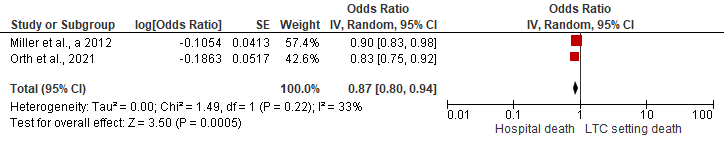 Odds Ratio Odds Ratio
Study or Subgroup log[Odds Ratio] SE Weight IV, Random, 95% CI IV, Random, 95% CI
Miller et al., a 2012 -0.1054 0.0413 57.4% 0.90 [0.83, 0.98]
Orth et al., 2021 -0.1863 0.0517 42.6% 0.83 [0.75, 0.92]
Total (95% CI) 100.0% 0.87 [0.80, 0.94]
Heterogeneity: Tau² = 0.00; Chi² = 1.49, df = 1 (P = 0.22); I² = 33%
0.01 0.1 1 10 100
Test for overall effect: Z = 3.50 (P = 0.0005)
Hospital death LTC setting death